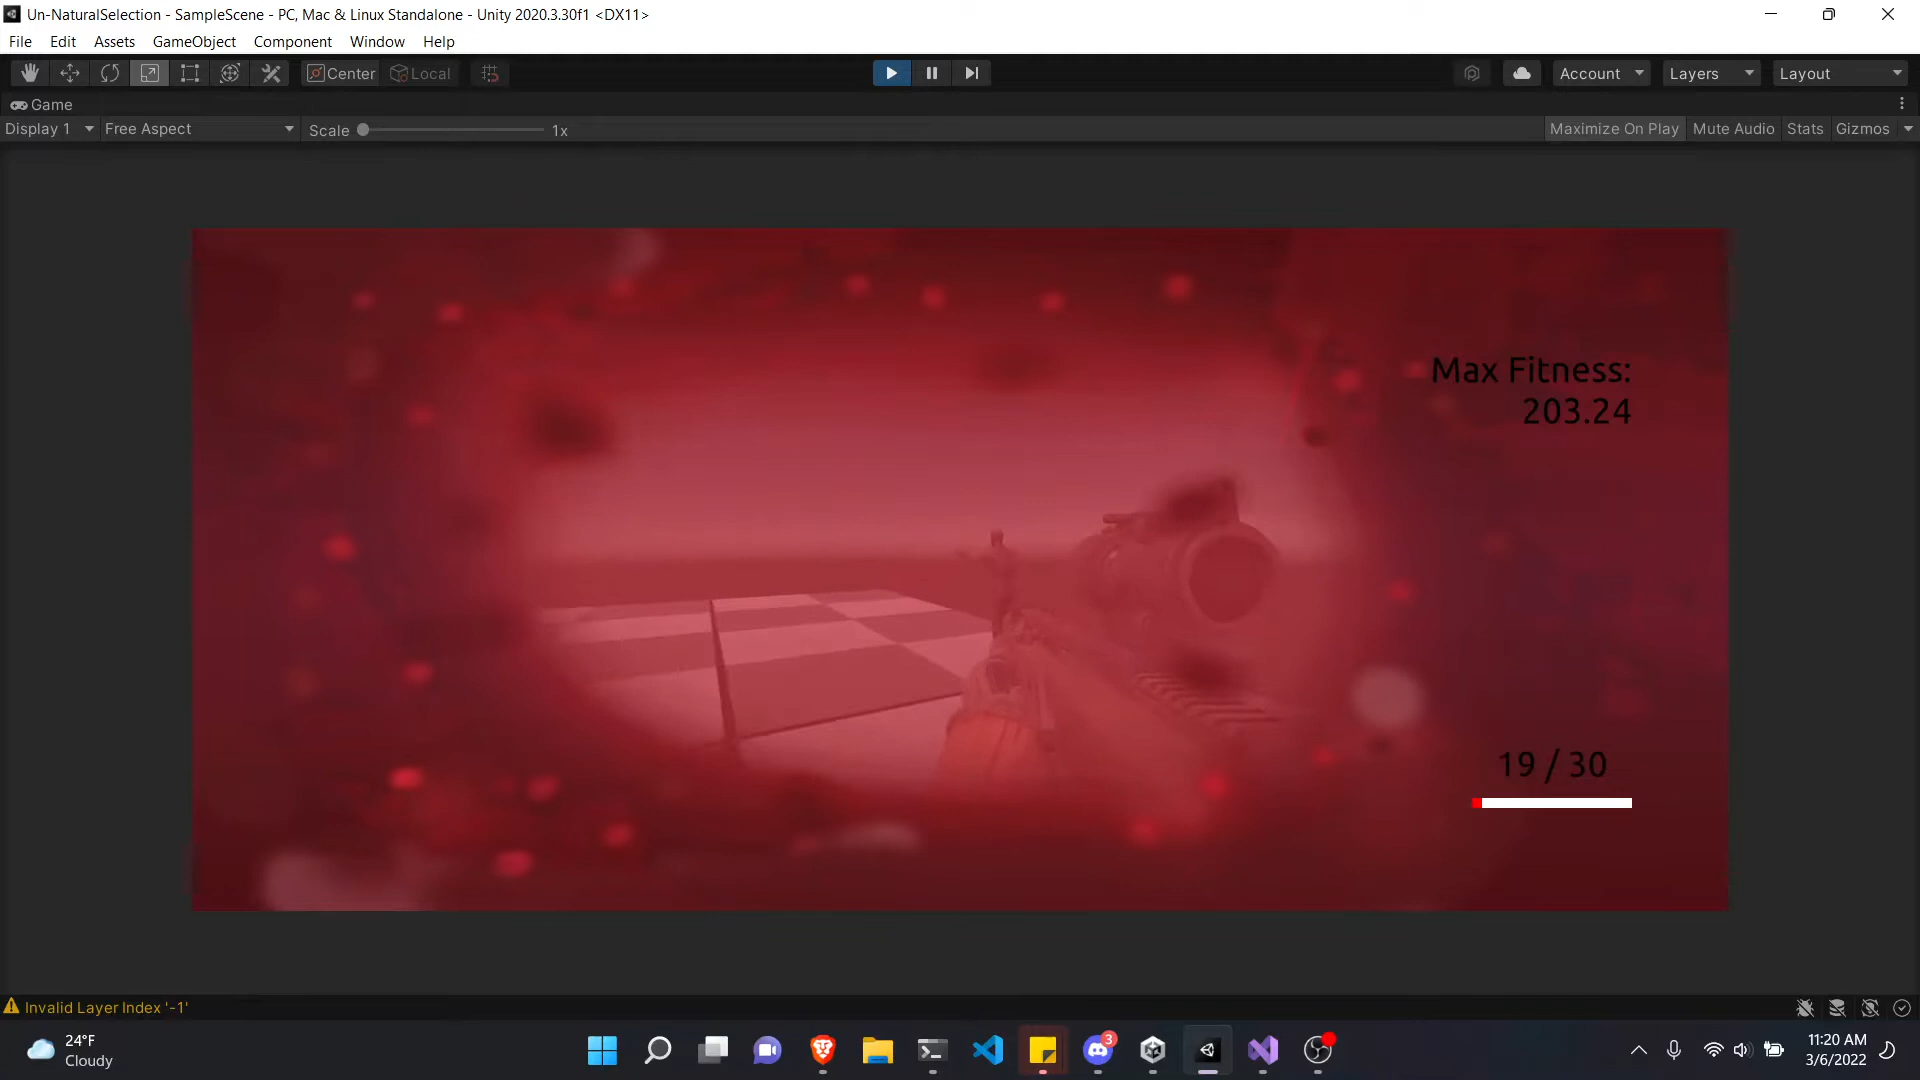 Un-NaturalSelection - SampleScene - PC, Mac & Linux Standalone - Unity 2020.3.30f1 <DX11>
File Edit Assets GameObject Component Window Help
Center Local Account Layers Layout
Game
Display 1 Free Aspect Scale 1x Maximize On Play Mute Audio Stats Gizmos
Max Fitness:
203.24
19 / 30
Invalid Layer Index '-1'
24°F
Cloudy
3
11:20 AM
3/6/2022